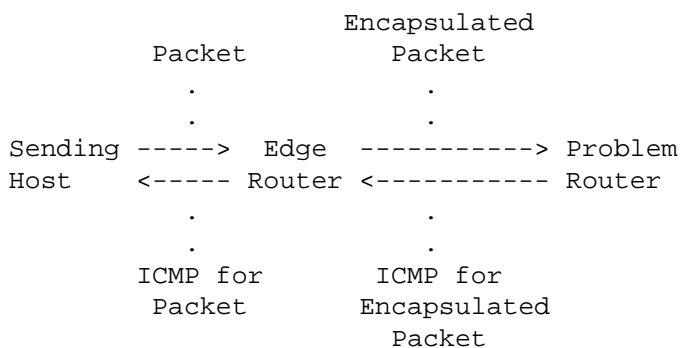 Encapsulated
         Packet             Packet
           .                  .
           .                  .
Sending -----> Edge -----------> Problem
Host <----- Router <----------- Router
           .                  .
           .                  .
       ICMP for           ICMP for
        Packet          Encapsulated
                           Packet